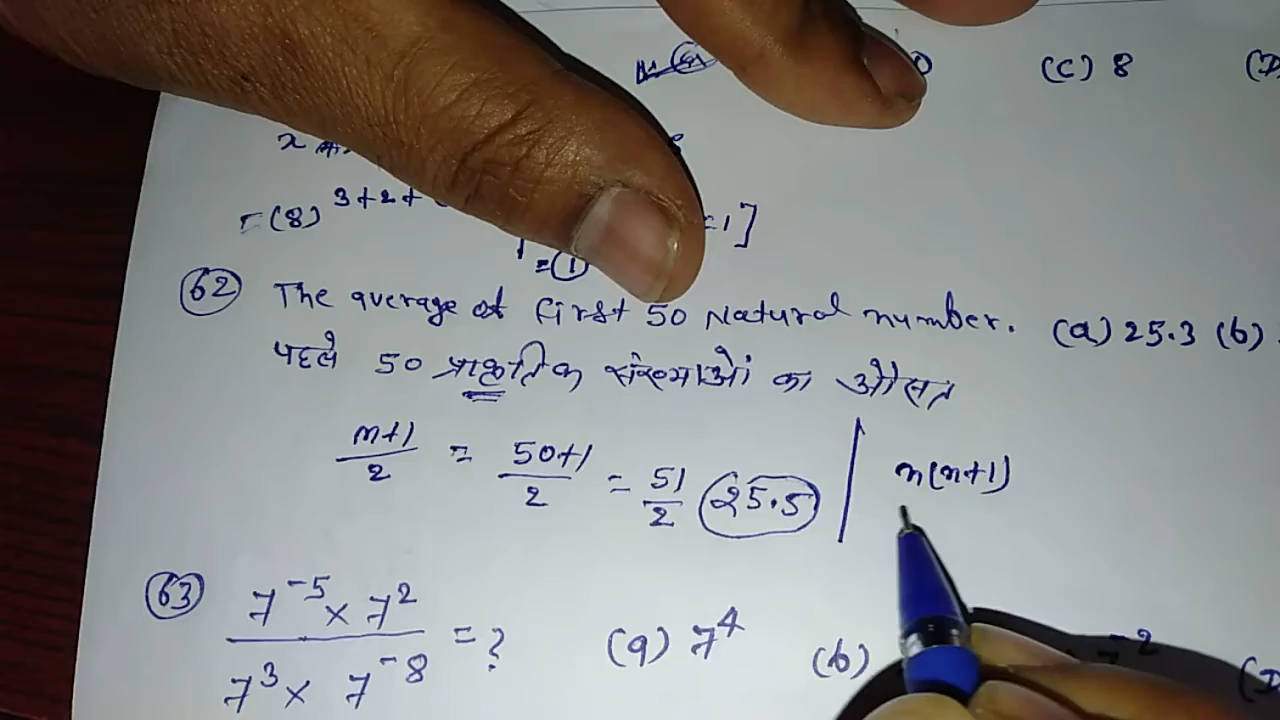 (C) 8
= (8) 3+2+
=1]
= 1
62 The average of first 50 Natural number. (a) 25.3 (b)
पहले 50 प्राकृतिक संख्याओं का औसत
n+1/2 = 50+1/2 = 51/2 25.5 | n(n+1)
63 7^-5 × 7^2 / 7^3 × 7^-8 = ? (a) 7^4 (b)